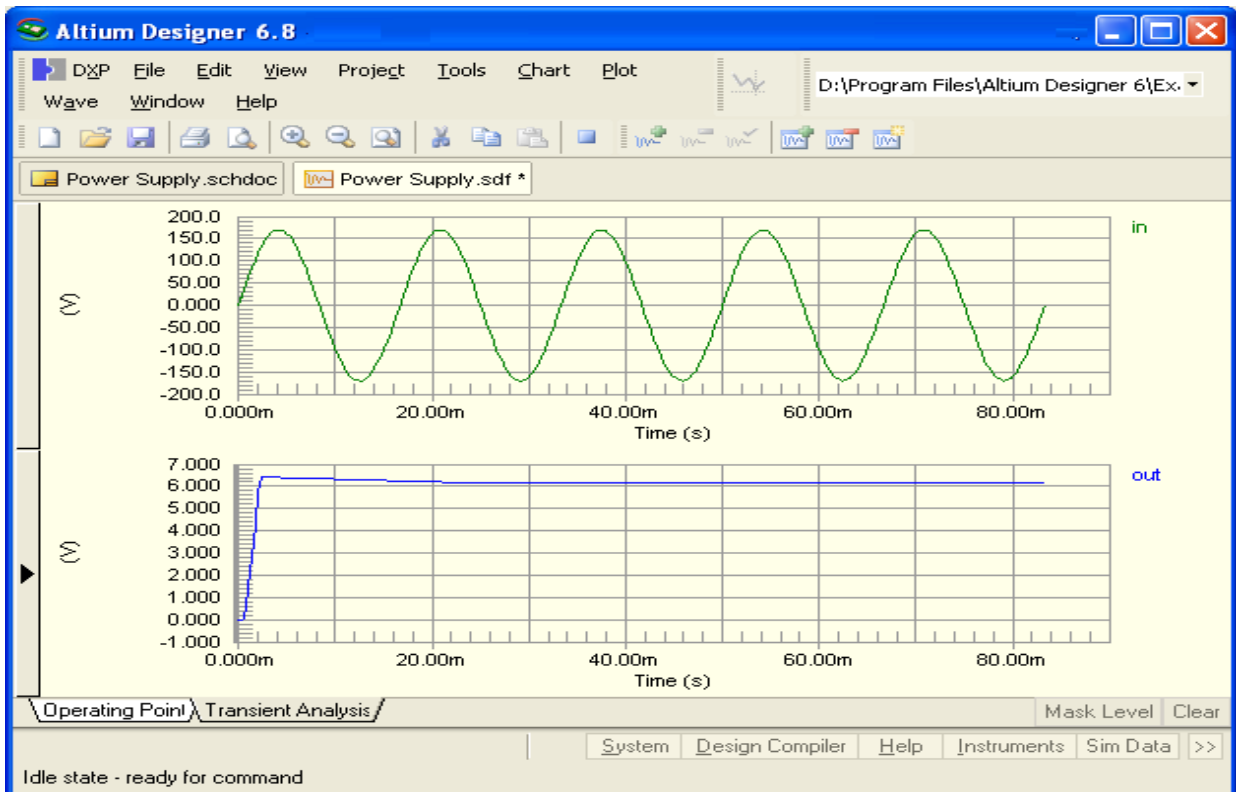 Altium Designer 6.8
DXP File Edit View Project Tools Chart Plot
D:\Program Files\Altium Designer 6\Ex.
Wave Window Help
Power Supply.schdoc Power Supply.sdf *
200.0
150.0
100.0
50.00
0.000
-50.00
-100.0
-150.0
-200.0
(V)
in
0.000m 20.00m 40.00m 60.00m 80.00m
Time (s)
7.000
6.000
5.000
4.000
3.000
2.000
1.000
0.000
-1.000
(V)
out
0.000m 20.00m 40.00m 60.00m 80.00m
Time (s)
Operating Point Transient Analysis
Mask Level Clear
System Design Compiler Help Instruments Sim Data >>
Idle state - ready for command